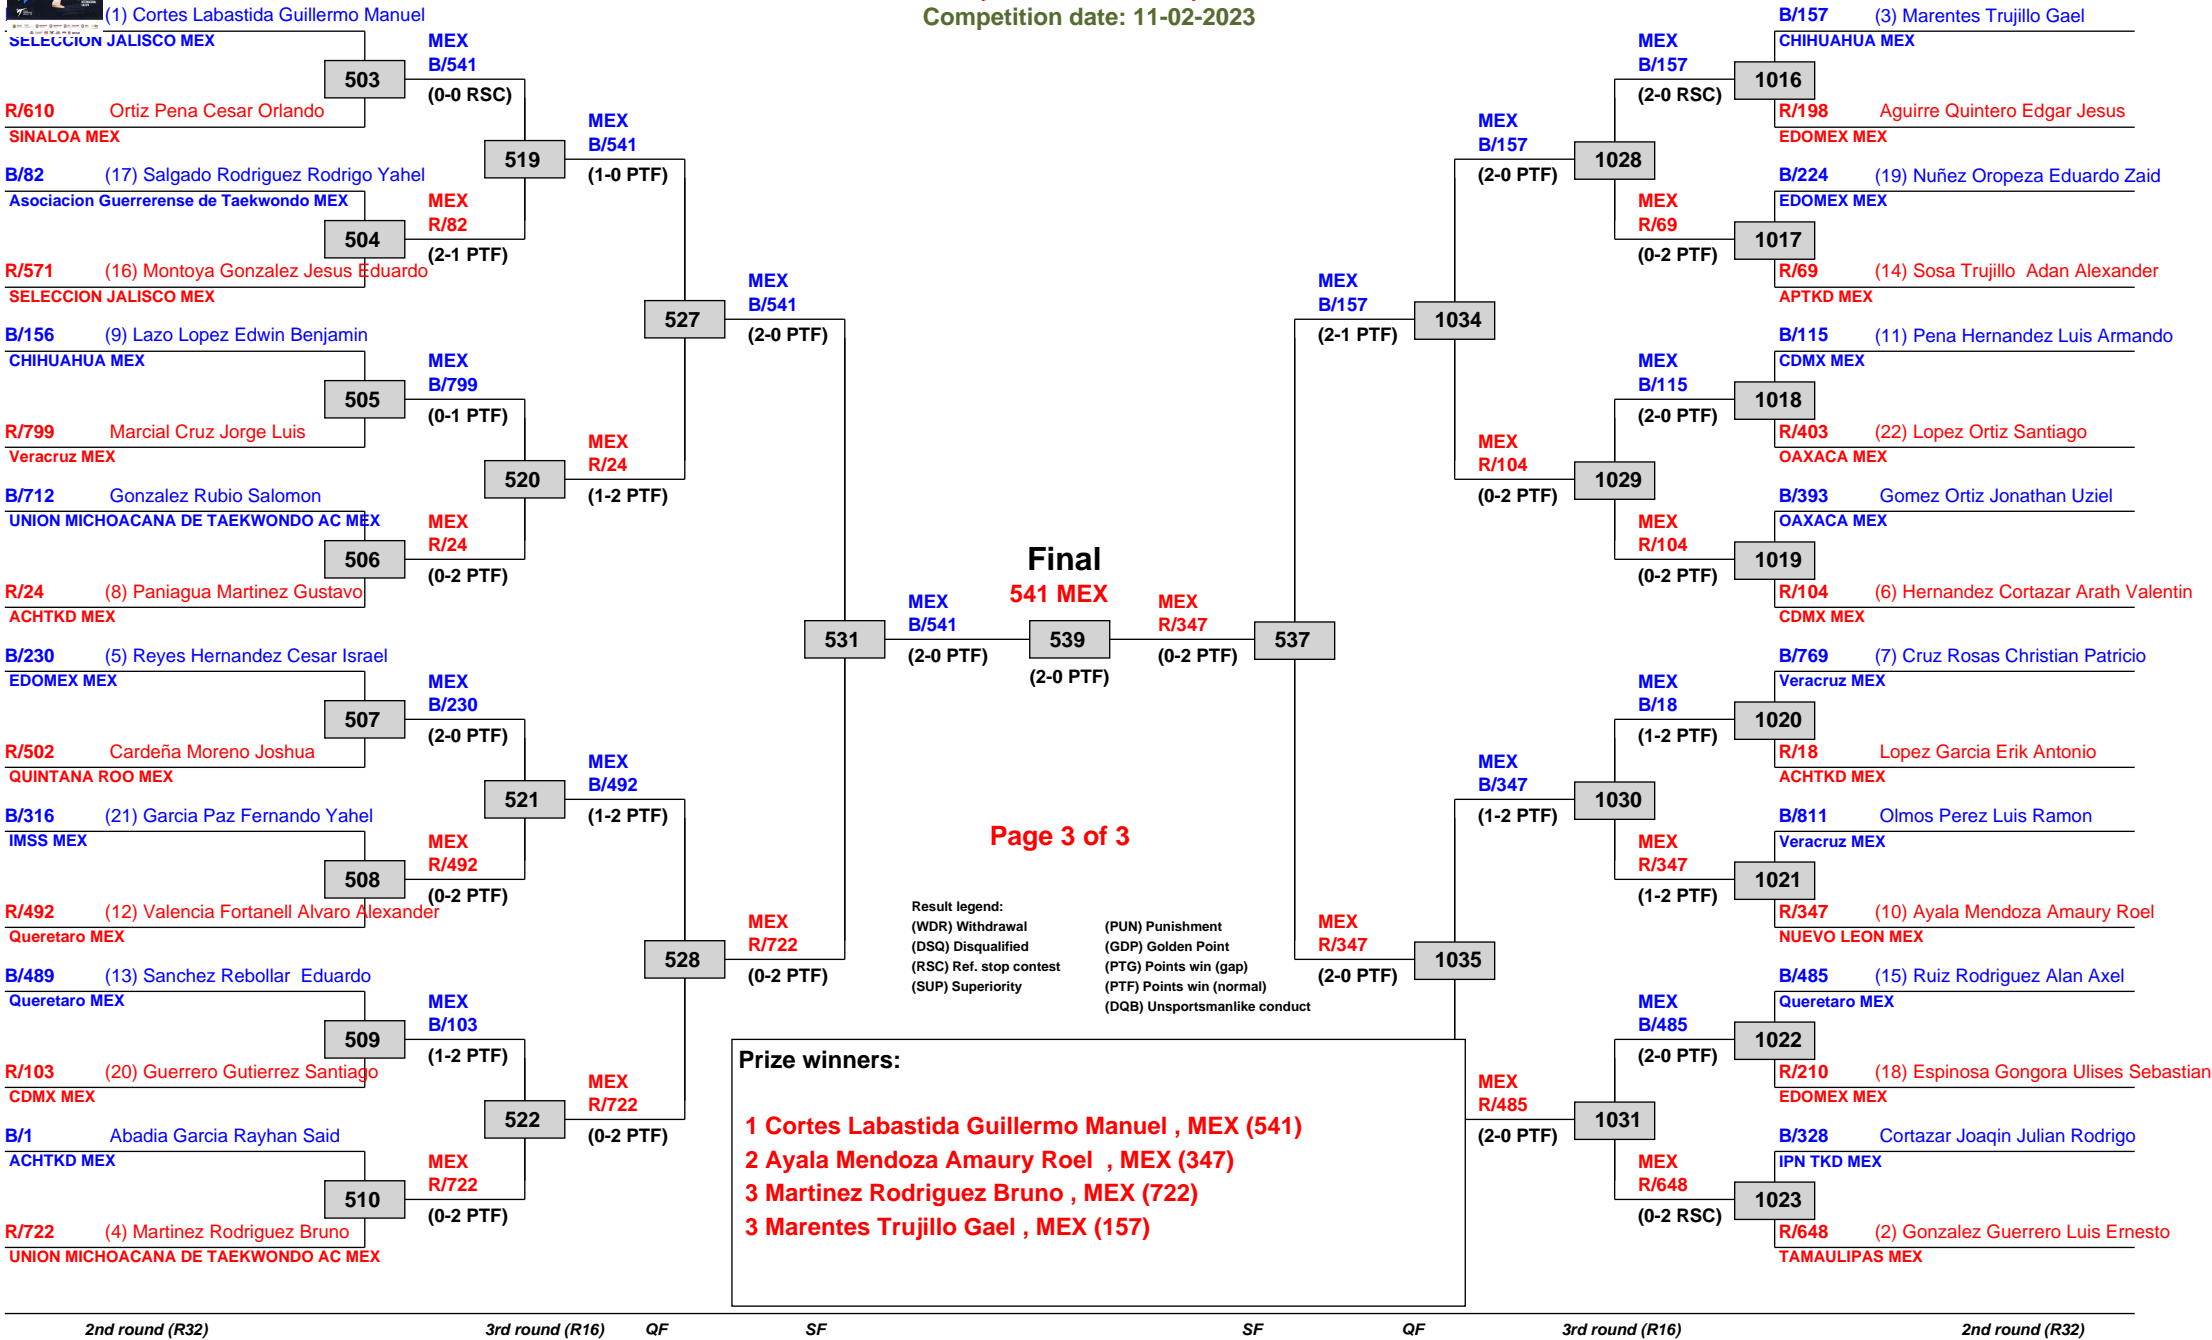 Competition date: 11-02-2023
(1) Cortes Labastida Guillermo Manuel
SELECCION JALISCO MEX
503
MEX
B/541
(0-0 RSC)
R/610 Ortiz Pena Cesar Orlando
SINALOA MEX
519
MEX
B/541
(1-0 PTF)
B/82 (17) Salgado Rodriguez Rodrigo Yahel
Asociacion Guerrerense de Taekwondo MEX
504
MEX
R/82
(2-1 PTF)
R/571 (16) Montoya Gonzalez Jesus Eduardo
SELECCION JALISCO MEX
527
MEX
B/541
(2-0 PTF)
B/156 (9) Lazo Lopez Edwin Benjamin
CHIHUAHUA MEX
505
MEX
B/799
(0-1 PTF)
R/799 Marcial Cruz Jorge Luis
Veracruz MEX
520
MEX
R/24
(1-2 PTF)
B/712 Gonzalez Rubio Salomon
UNION MICHOACANA DE TAEKWONDO AC MEX
506
MEX
R/24
(0-2 PTF)
R/24 (8) Paniagua Martinez Gustavo
ACHTKD MEX
531
MEX
B/541
(2-0 PTF)
B/230 (5) Reyes Hernandez Cesar Israel
EDOMEX MEX
507
MEX
B/230
(2-0 PTF)
R/502 Cardeña Moreno Joshua
QUINTANA ROO MEX
521
MEX
B/492
(1-2 PTF)
B/316 (21) Garcia Paz Fernando Yahel
IMSS MEX
508
MEX
R/492
(0-2 PTF)
R/492 (12) Valencia Fortanell Alvaro Alexander
Queretaro MEX
528
MEX
R/722
(0-2 PTF)
B/489 (13) Sanchez Rebollar Eduardo
Queretaro MEX
509
MEX
B/103
(1-2 PTF)
R/103 (20) Guerrero Gutierrez Santiago
CDMX MEX
522
MEX
R/722
(0-2 PTF)
B/1 Abadia Garcia Rayhan Said
ACHTKD MEX
510
MEX
R/722
(0-2 PTF)
R/722 (4) Martinez Rodriguez Bruno
UNION MICHOACANA DE TAEKWONDO AC MEX
Final
541 MEX
539
(2-0 PTF)
MEX
R/347
(0-2 PTF)
537
Page 3 of 3
Result legend:
(WDR) Withdrawal (PUN) Punishment
(DSQ) Disqualified (GDP) Golden Point
(RSC) Ref. stop contest (PTG) Points win (gap)
(SUP) Superiority (PTF) Points win (normal)
(DQB) Unsportsmanlike conduct
Prize winners:
1 Cortes Labastida Guillermo Manuel , MEX (541)
2 Ayala Mendoza Amaury Roel , MEX (347)
3 Martinez Rodriguez Bruno , MEX (722)
3 Marentes Trujillo Gael , MEX (157)
B/157 (3) Marentes Trujillo Gael
CHIHUAHUA MEX
MEX
B/157
(2-0 RSC)
1016
R/198 Aguirre Quintero Edgar Jesus
EDOMEX MEX
MEX
B/157
(2-0 PTF)
1028
B/224 (19) Nuñez Oropeza Eduardo Zaid
EDOMEX MEX
MEX
R/69
(0-2 PTF)
1017
R/69 (14) Sosa Trujillo Adan Alexander
APTKD MEX
MEX
B/157
(2-1 PTF)
1034
B/115 (11) Pena Hernandez Luis Armando
CDMX MEX
MEX
B/115
(2-0 PTF)
1018
R/403 (22) Lopez Ortiz Santiago
OAXACA MEX
MEX
R/104
(0-2 PTF)
1029
B/393 Gomez Ortiz Jonathan Uziel
OAXACA MEX
MEX
R/104
(0-2 PTF)
1019
R/104 (6) Hernandez Cortazar Arath Valentin
CDMX MEX
B/769 (7) Cruz Rosas Christian Patricio
Veracruz MEX
MEX
B/18
(1-2 PTF)
1020
R/18 Lopez Garcia Erik Antonio
ACHTKD MEX
MEX
B/347
(1-2 PTF)
1030
B/811 Olmos Perez Luis Ramon
Veracruz MEX
MEX
R/347
(1-2 PTF)
1021
R/347 (10) Ayala Mendoza Amaury Roel
NUEVO LEON MEX
MEX
R/347
(2-0 PTF)
1035
B/485 (15) Ruiz Rodriguez Alan Axel
Queretaro MEX
MEX
B/485
(2-0 PTF)
1022
R/210 (18) Espinosa Gongora Ulises Sebastian
EDOMEX MEX
MEX
R/485
(2-0 PTF)
1031
B/328 Cortazar Joaqin Julian Rodrigo
IPN TKD MEX
MEX
R/648
(0-2 RSC)
1023
R/648 (2) Gonzalez Guerrero Luis Ernesto
TAMAULIPAS MEX
2nd round (R32) 3rd round (R16) QF SF SF QF 3rd round (R16) 2nd round (R32)